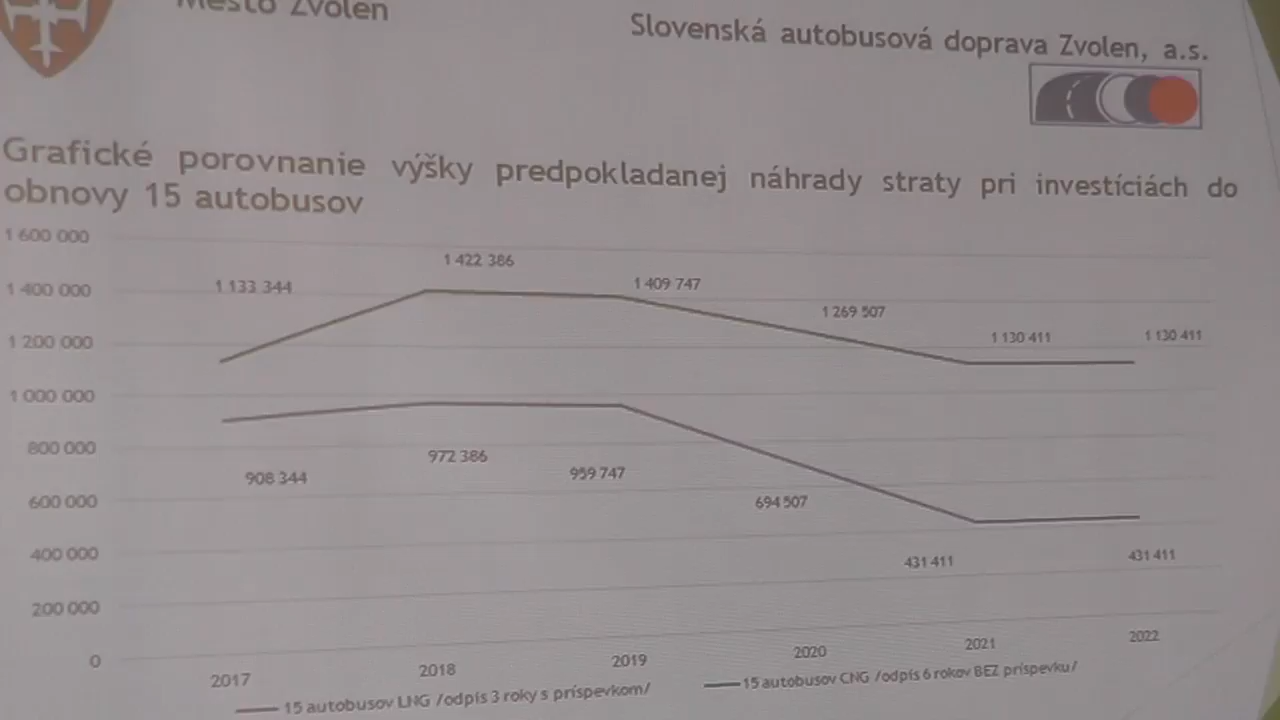 Mesto Zvolen
Slovenská autobusová doprava Zvolen, a.s.
Grafické porovnanie výšky predpokladanej náhrady straty pri investíciách do
obnovy 15 autobusov
1 600 000
1 400 000
1 200 000
1 000 000
800 000
600 000
400 000
200 000
0
1 133 344
1 422 386
1 409 747
1 269 507
1 130 411
1 130 411
908 344
972 386
959 747
694 507
431 411
431 411
2017
2018
2019
2020
2021
2022
15 autobusov LNG /odpis 3 roky s príspevkom/
15 autobusov CNG /odpis 6 rokov BEZ príspevku/